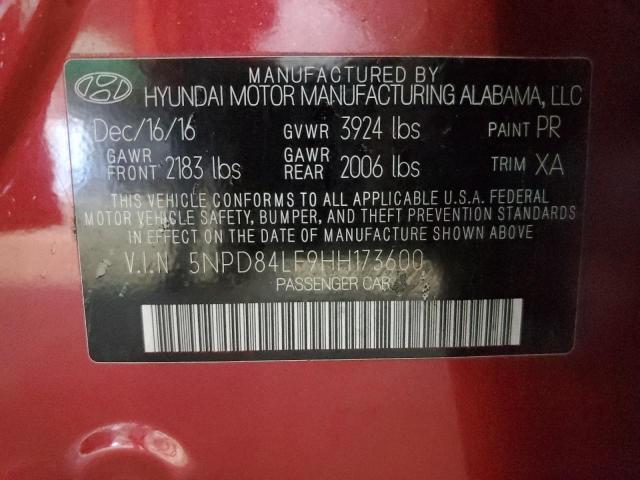 MANUFACTURED BY
HYUNDAI MOTOR MANUFACTURING ALABAMA, LLC
Dec/16/16 GVWR 3924 lbs PAINT PR
GAWR FRONT 2183 lbs GAWR REAR 2006 lbs TRIM XA
THIS VEHICLE CONFORMS TO ALL APPLICABLE U.S.A. FEDERAL
MOTOR VEHICLE SAFETY, BUMPER, AND THEFT PREVENTION STANDARDS
IN EFFECT ON THE DATE OF MANUFACTURE SHOWN ABOVE.
V.I.N 5NPD84LF9HH173600
PASSENGER CAR